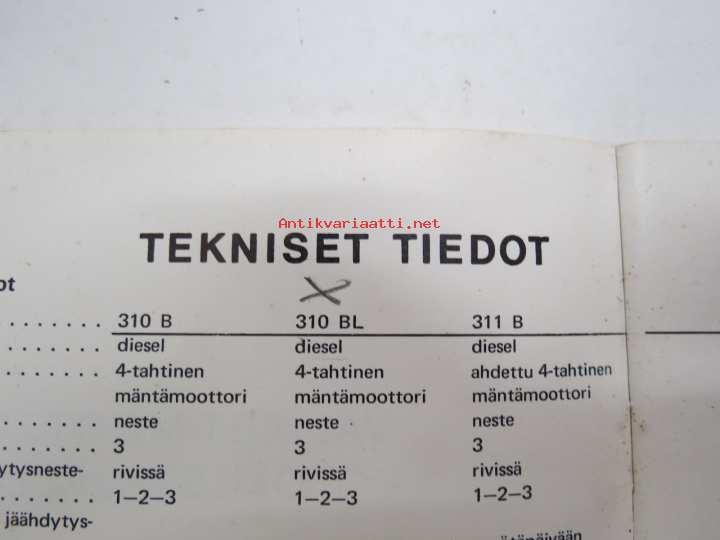 Antikvariaatti.net
TEKNISET TIEDOT
ot
. . . . . . . . 310 B 310 BL 311 B
. . . . . . . . diesel diesel diesel
. . . . . . . . 4-tahtinen 4-tahtinen ahdettu 4-tahtinen
mäntämoottori mäntämoottori mäntämoottori
. . . . . . . . neste neste neste
. . . . . . . . 3 3 3
ytysneste- rivissä rivissä rivissä
. . . . . . . . 1—2—3 1—2—3 1—2—3
jäähdytys-